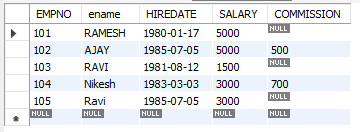 EMPNO ename HIREDATE SALARY COMMISSION
101 RAMESH 1980-01-17 5000 NULL
102 AJAY 1985-07-05 5000 500
103 RAVI 1981-08-12 1500 NULL
104 Nikesh 1983-03-03 3000 700
105 Ravi 1985-07-05 3000 NULL
NULL NULL NULL NULL NULL